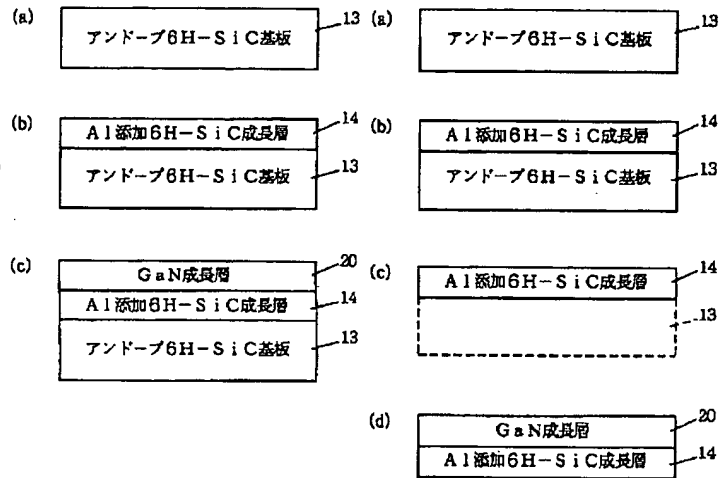 (a)
アンドープ6H-SiC基板
13
(b)
Al添加6H-SiC成長層
14
アンドープ6H-SiC基板
13
(c)
GaN成長層
20
Al添加6H-SiC成長層
14
アンドープ6H-SiC基板
13
(a)
アンドープ6H-SiC基板
13
(b)
Al添加6H-SiC成長層
14
アンドープ6H-SiC基板
13
(c)
Al添加6H-SiC成長層
14
13
(d)
GaN成長層
20
Al添加6H-SiC成長層
14